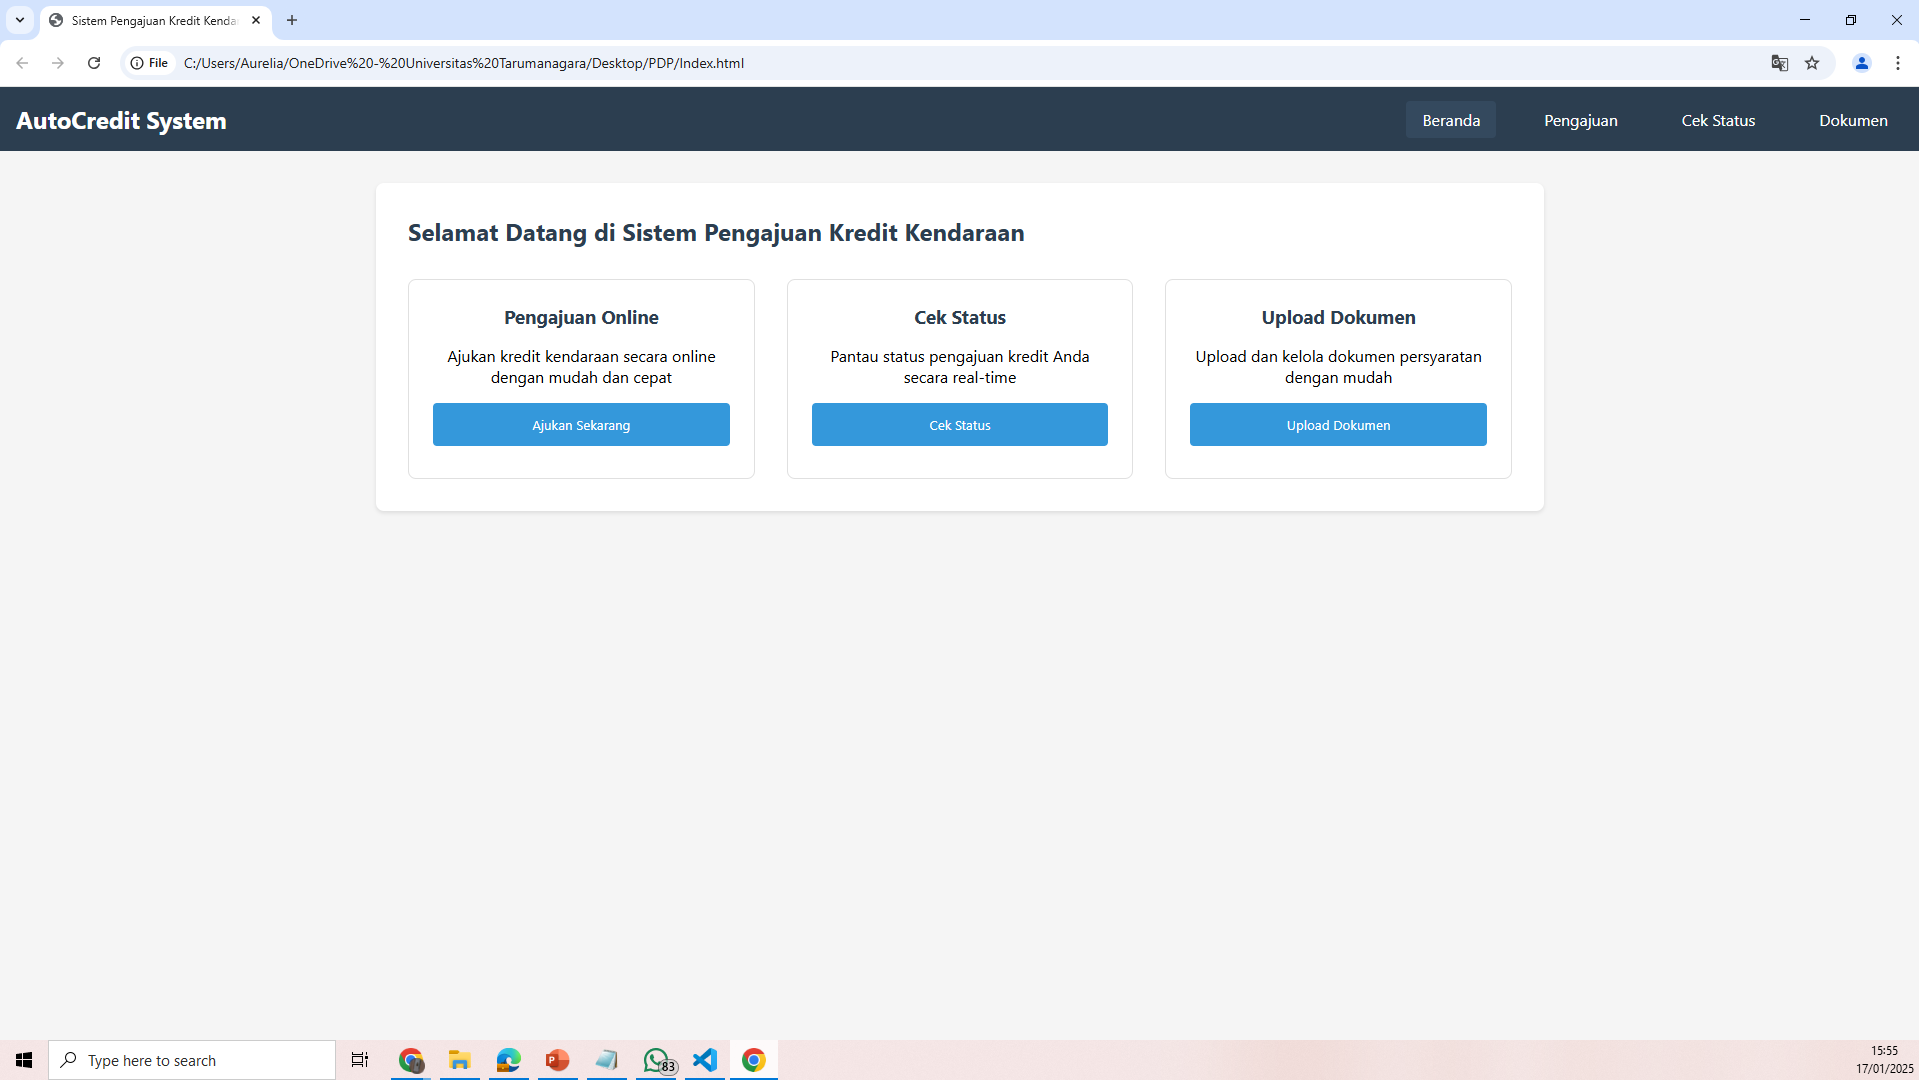 Sistem Pengajuan Kredit Kenda
File
C:/Users/Aurelia/OneDrive%20-%20Universitas%20Tarumanagara/Desktop/PDP/Index.html
AutoCredit System
Beranda
Pengajuan
Cek Status
Dokumen
Selamat Datang di Sistem Pengajuan Kredit Kendaraan
Pengajuan Online
Ajukan kredit kendaraan secara online
dengan mudah dan cepat
Ajukan Sekarang
Cek Status
Pantau status pengajuan kredit Anda
secara real-time
Cek Status
Upload Dokumen
Upload dan kelola dokumen persyaratan
dengan mudah
Upload Dokumen
Type here to search
83
15:55
17/01/2025